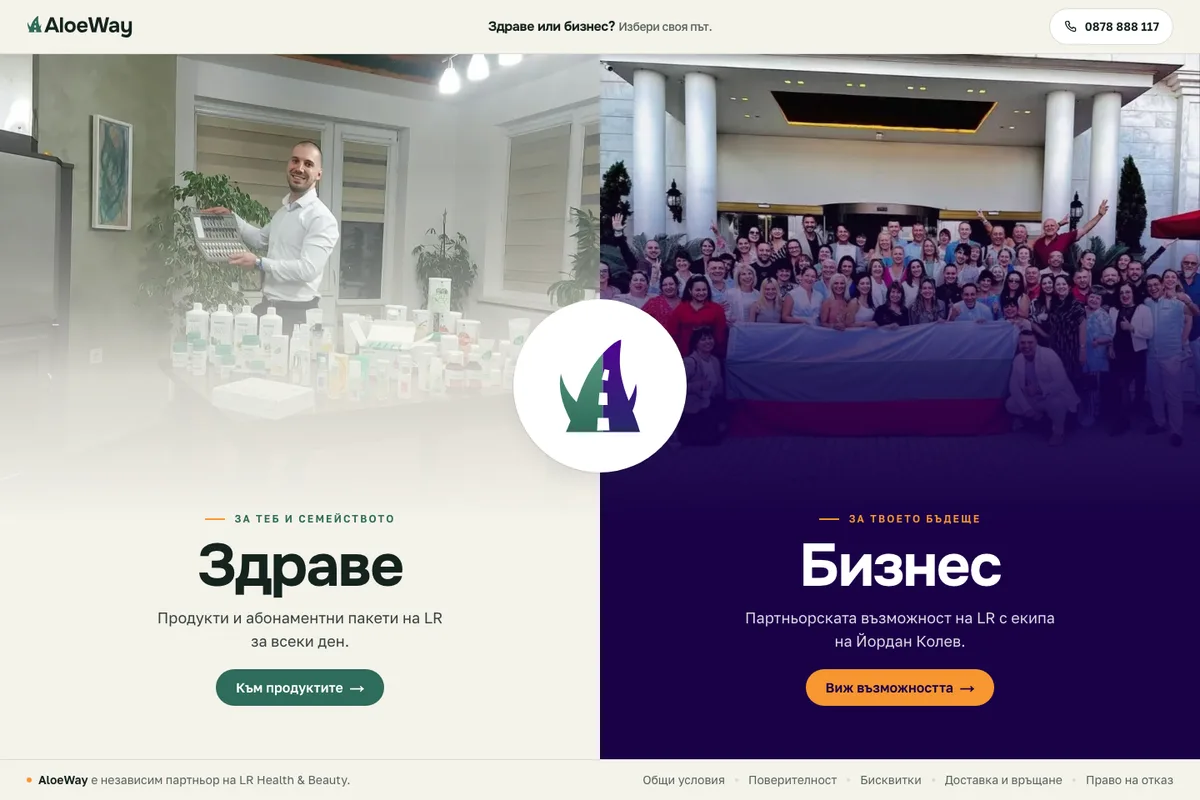 AloeWay
Здраве или бизнес? Избери своя път.
0878 888 117
ЗА ТЕБ И СЕМЕЙСТВОТО
Здраве
Продукти и абонаментни пакети на LR
за всеки ден.
Към продуктите →
ЗА ТВОЕТО БЪДЕЩЕ
Бизнес
Партньорската възможност на LR с екипа
на Йордан Колев.
Виж възможността →
AloeWay е независим партньор на LR Health & Beauty.
Общи условия • Поверителност • Бисквитки • Доставка и връщане • Право на отказ